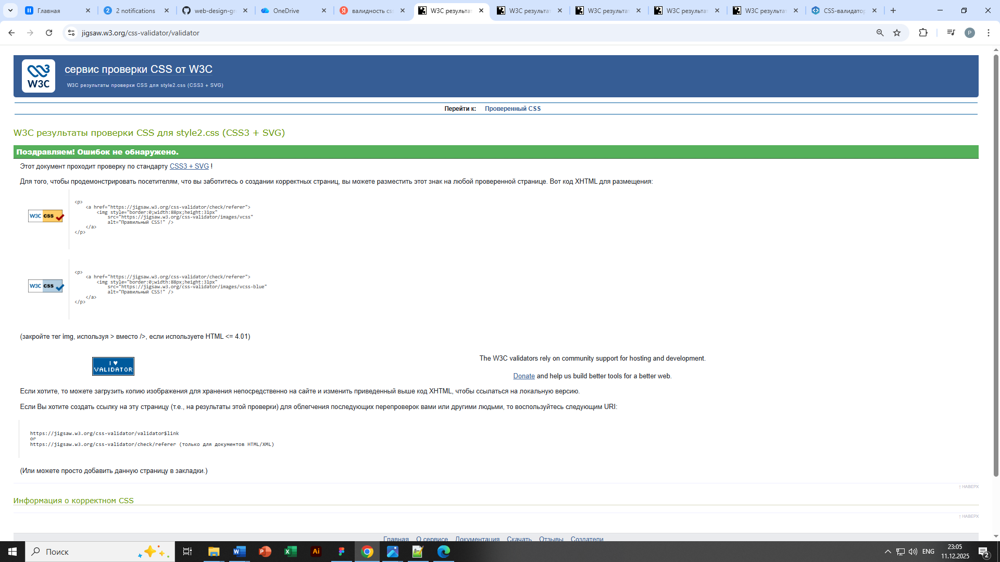 Главная
2 notifications
web-design-gr
OneDrive
валидность cs
W3C результат
W3C результат
W3C результат
W3C результат
W3C результат
CSS-валидатор
jigsaw.w3.org/css-validator/validator
P
W3C
сервис проверки CSS от W3C
W3C результаты проверки CSS для style2.css (CSS3 + SVG)
Перейти к: Проверенный CSS
W3C результаты проверки CSS для style2.css (CSS3 + SVG)
Поздравляем! Ошибок не обнаружено.
Этот документ проходит проверку по стандарту CSS3 + SVG !
Для того, чтобы продемонстрировать посетителям, что вы заботитесь о создании корректных страниц, вы можете разместить этот знак на любой проверенной странице. Вот код XHTML для размещения:
W3C css
<p>
<a href="https://jigsaw.w3.org/css-validator/check/referer">
<img style="border:0;width:88px;height:31px"
src="https://jigsaw.w3.org/css-validator/images/vcss"
alt="Правильный CSS!" />
</a>
</p>
W3C css
<p>
<a href="https://jigsaw.w3.org/css-validator/check/referer">
<img style="border:0;width:88px;height:31px"
src="https://jigsaw.w3.org/css-validator/images/vcss-blue"
alt="Правильный CSS!" />
</a>
</p>
(закройте тег img, используя > вместо />, если используете HTML <= 4.01)
I ♥
VALIDATOR
The W3C validators rely on community support for hosting and development.
Donate and help us build better tools for a better web.
Если хотите, то можете загрузить копию изображения для хранения непосредственно на сайте и изменить приведенный выше код XHTML, чтобы ссылаться на локальную версию.
Если Вы хотите создать ссылку на эту страницу (т.е., на результаты этой проверки) для облегчения последующих перепроверок вами или другими людьми, то воспользуйтесь следующим URI:
https://jigsaw.w3.org/css-validator/validator$link
or
https://jigsaw.w3.org/css-validator/check/referer (только для документов HTML/XML)
(Или можете просто добавить данную страницу в закладки.)
↑ НАВЕРХ
Информация о корректном CSS
↑ НАВЕРХ
Главная О сервисе Документация Скачать Отзывы Создатели
Поиск
ENG
23:05
11.12.2025
2